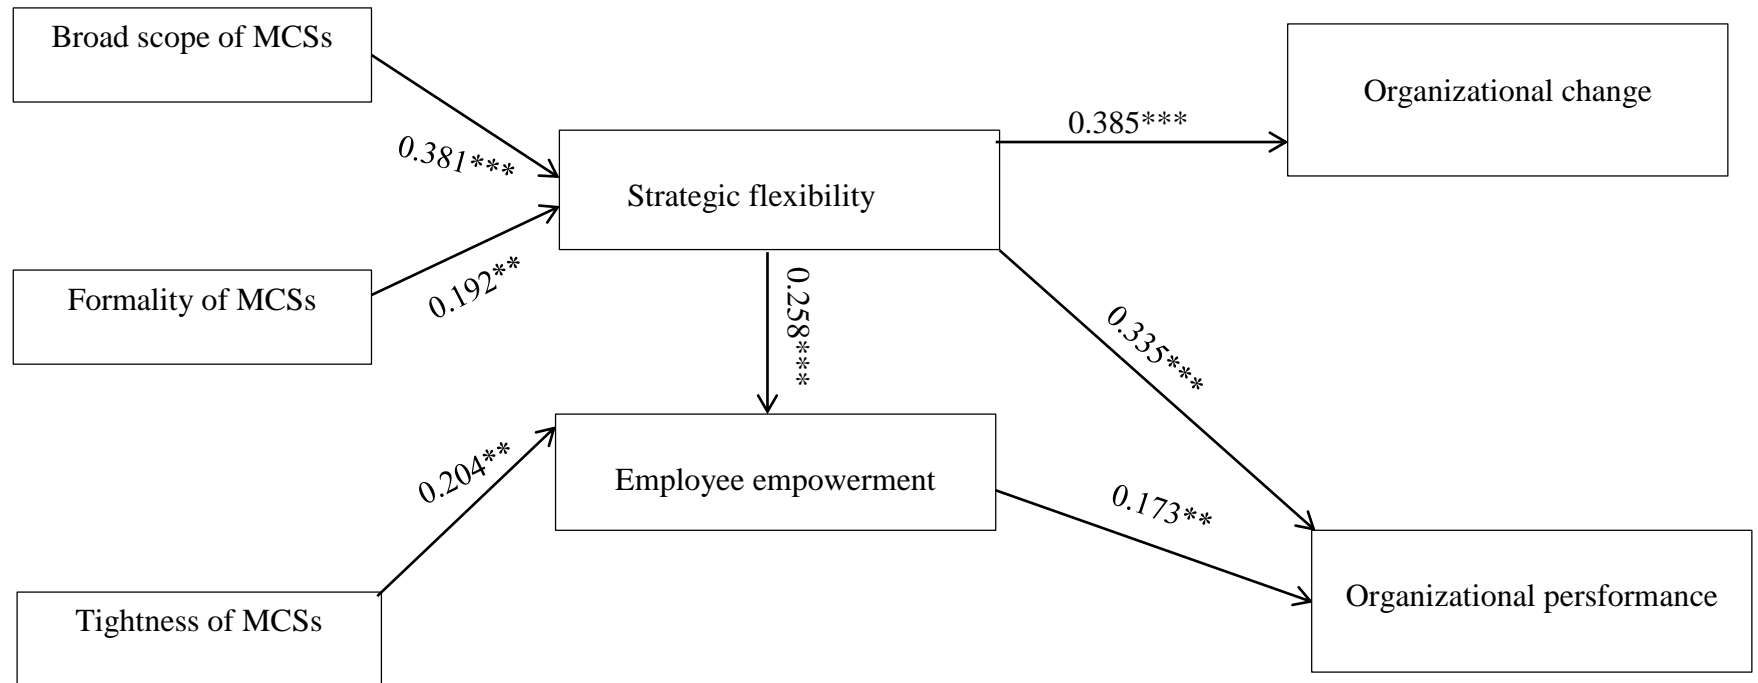 Broad scope of MCSs
Organizational change
0.385***
0.381***
Strategic flexibility
Formality of MCSs
0.192**
0.258***
0.335***
0.204**
Employee empowerment
0.173**
Organizational persformance
Tightness of MCSs